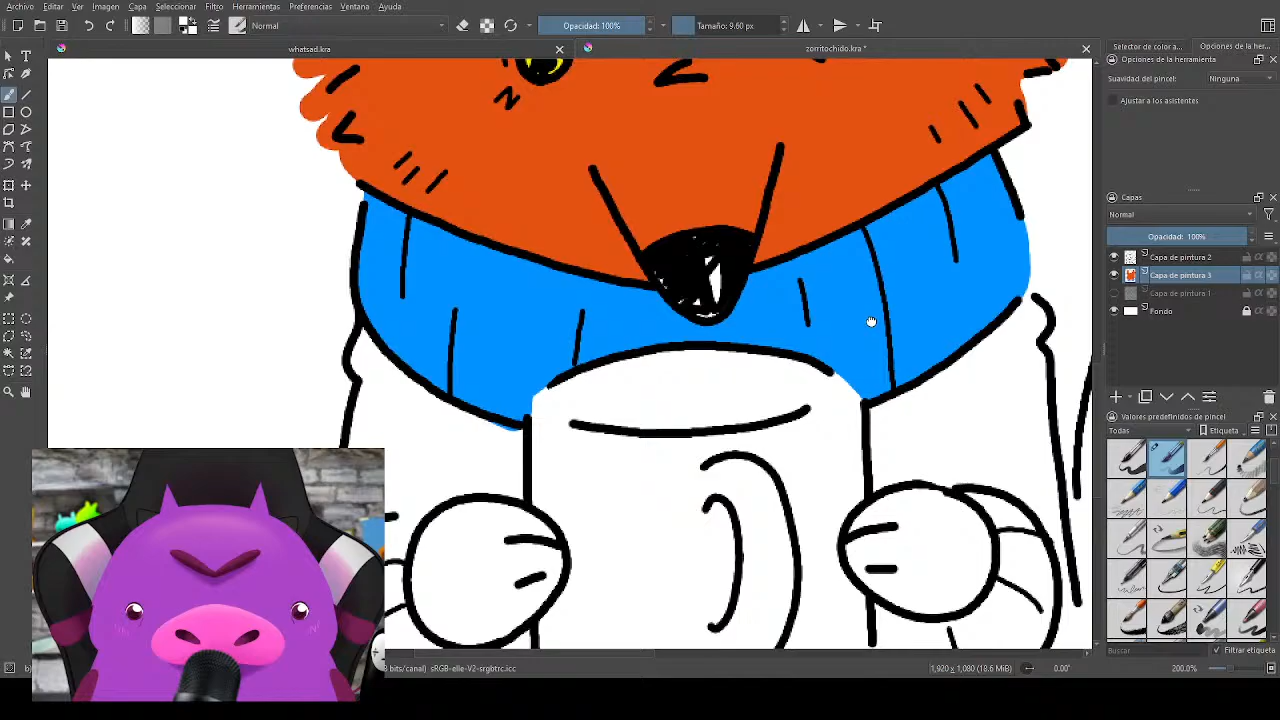 Archivo Editar Ver Imagen Capa Seleccionar Filtro Herramientas Preferencias Ventana Ayuda
Normal Opacidad: 100% Tamaño: 9.60 px
whatsad.kra zorritochido.kra *
Selector de color a... Opciones de la her...
Opciones de la herramienta
Suavidad del pincel: Ninguna
Ajustar a los asistentes
Capas
Normal
Opacidad: 100%
Capa de pintura 2
Capa de pintura 3
Capa de pintura 1
Fondo
Valores predefinidos de pincel
Todas Etiqueta
Buscar Filtrar etiqueta
bits/canal) sRGB-elle-V2-srgbtrc.icc 1,920 x 1,080 (18.6 MiB) 0.00° 200.0%